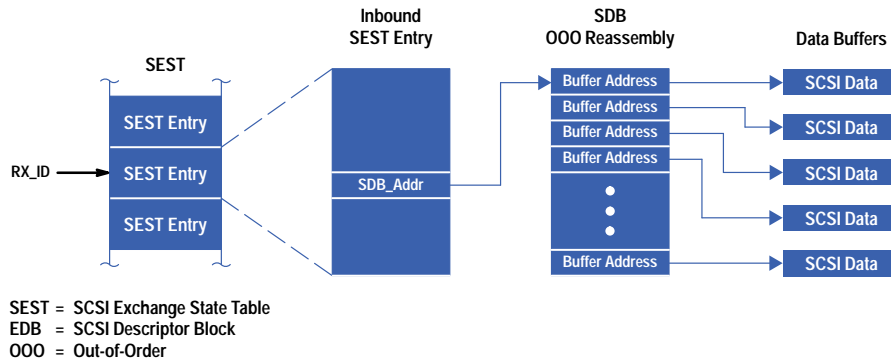 SEST
Inbound
SEST Entry
SDB
OOO Reassembly
Data Buffers
SEST Entry
SEST Entry
SEST Entry
RX_ID
SDB_Addr
Buffer Address
Buffer Address
Buffer Address
Buffer Address
Buffer Address
SCSI Data
SCSI Data
SCSI Data
SCSI Data
SCSI Data
SEST = SCSI Exchange State Table
EDB = SCSI Descriptor Block
OOO = Out-of-Order